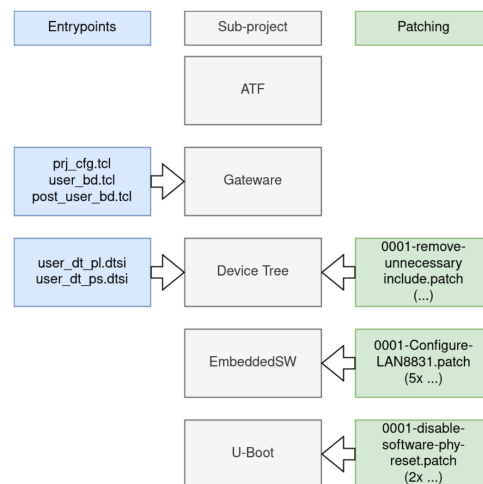 Entrypoints
Sub-project
Patching
ATF
prj_cfg.tcl
user_bd.tcl
post_user_bd.tcl
Gateware
user_dt_pl.dtsi
user_dt_ps.dtsi
Device Tree
0001-remove-
unnecessary
include.patch
(...)
EmbeddedSW
0001-Configure-
LAN8831.patch
(5x ...)
U-Boot
0001-disable-
software-phy-
reset.patch
(2x ...)